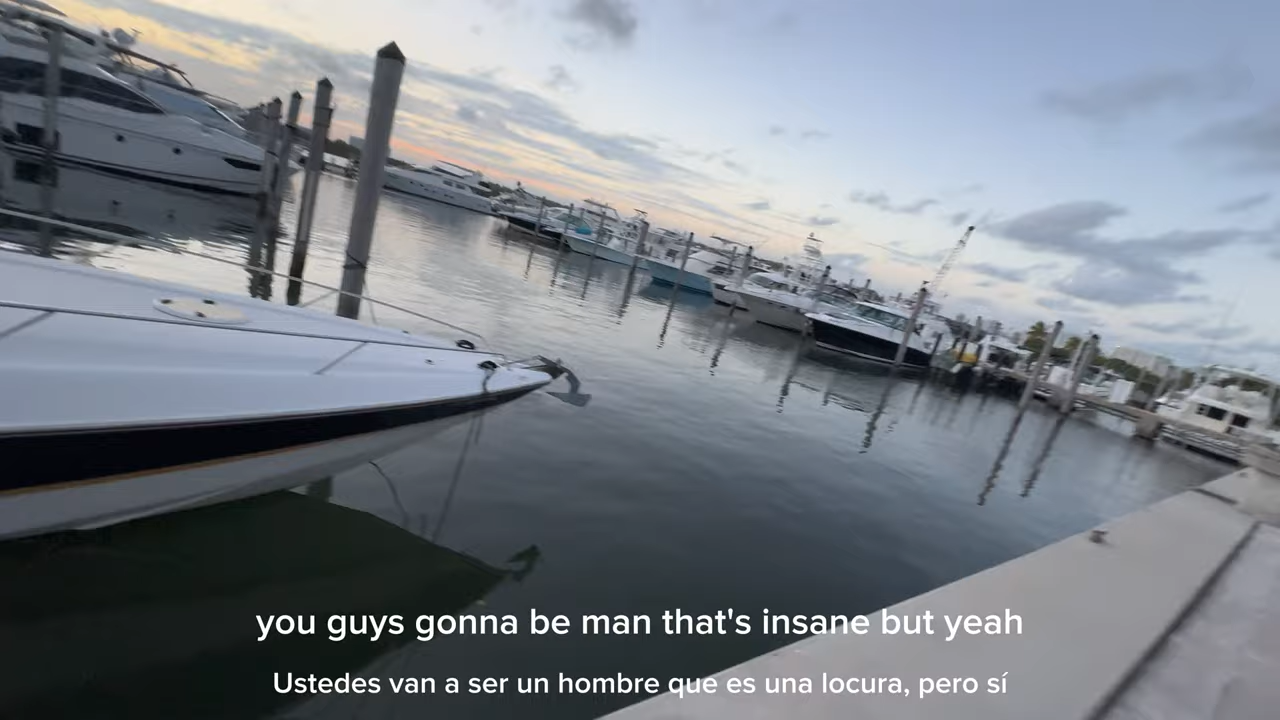 you guys gonna be man that's insane but yeah
Ustedes van a ser un hombre que es una locura, pero sí